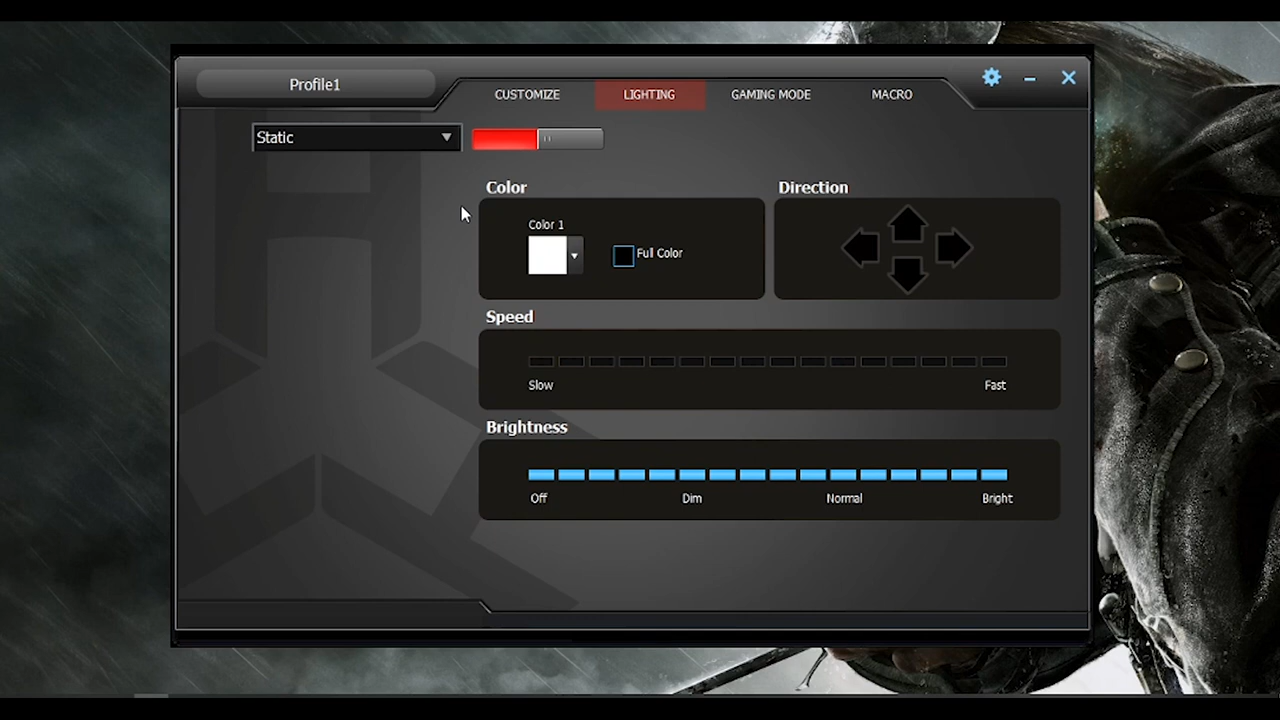 Profile1
CUSTOMIZE
LIGHTING
GAMING MODE
MACRO
Static
Color
Direction
Color 1
Full Color
Speed
Slow
Fast
Brightness
Off
Dim
Normal
Bright